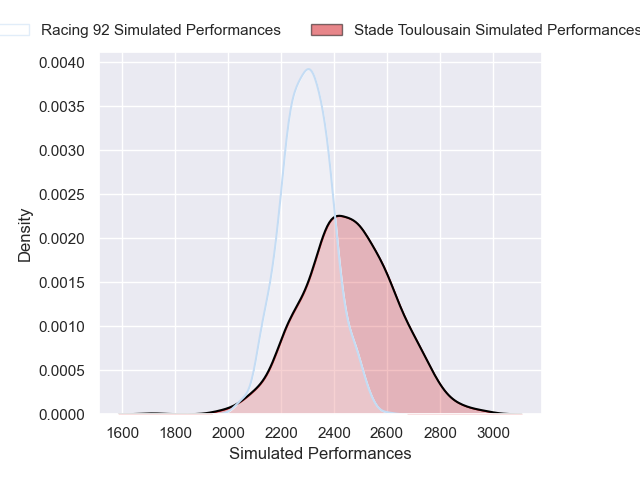 Racing 92 Simulated Performances
Stade Toulousain Simulated Performances
0.0040
0.0035
0.0030
0.0025
0.0020
0.0015
0.0010
0.0005
0.0000
Density
1600 1800 2000 2200 2400 2600 2800 3000
Simulated Performances